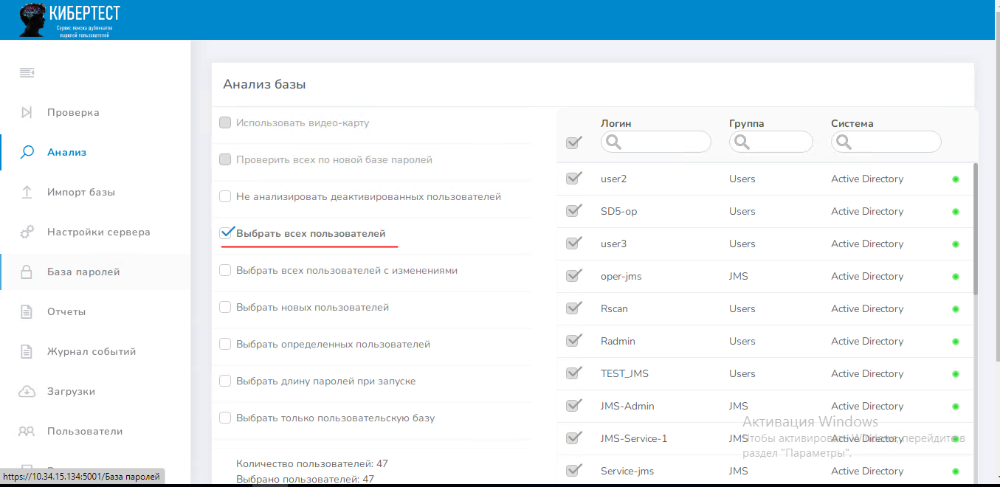 КИБЕРТЕСТ
Сервис поиска дубликатов
паролей пользователей
Проверка
Анализ
Импорт базы
Настройки сервера
База паролей
Отчеты
Журнал событий
Загрузки
Пользователи
https://10.34.15.134:5001/База паролей
Анализ базы
Использовать видео-карту
Проверить всех по новой базе паролей
Не анализировать деактивированных пользователей
Выбрать всех пользователей
Выбрать всех пользователей с изменениями
Выбрать новых пользователей
Выбрать определенных пользователей
Выбрать длину паролей при запуске
Выбрать только пользовательскую базу
Количество пользователей: 47
Выбрано пользователей: 47
Логин Группа Система
user2 Users Active Directory
SD5-op Users Active Directory
user3 Users Active Directory
oper-jms JMS Active Directory
Rscan Users Active Directory
Radmin Users Active Directory
TEST_JMS Users Active Directory
JMS-Admin JMS Active Directory
JMS-Service-1 JMS Active Directory
Service-jms JMS Active Directory
Активация Windows
Чтобы активировать Windows, перейдите в
раздел "Параметры".